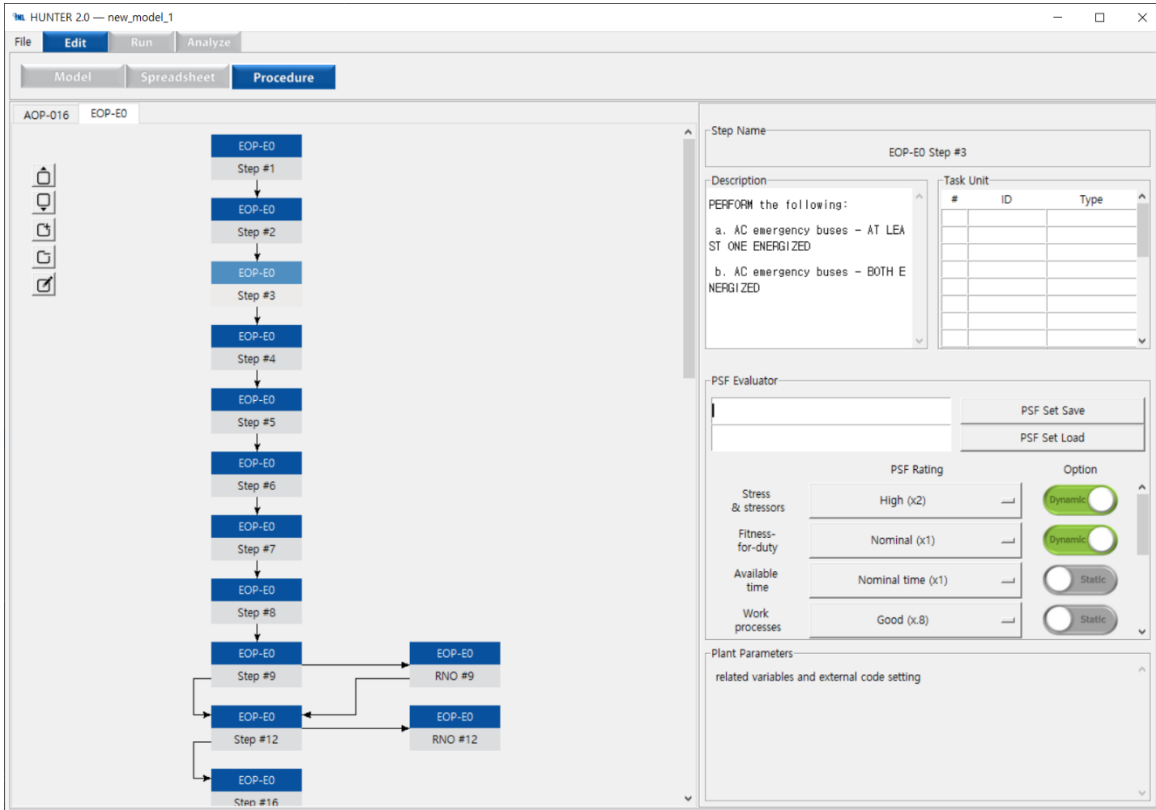 HUNTER 2.0 — new_model_1
File Edit Run Analyze
Model Spreadsheet Procedure
AOP-016 EOP-E0
EOP-E0
Step #1
EOP-E0
Step #2
EOP-E0
Step #3
EOP-E0
Step #4
EOP-E0
Step #5
EOP-E0
Step #6
EOP-E0
Step #7
EOP-E0
Step #8
EOP-E0 EOP-E0
Step #9 RNO #9
EOP-E0 EOP-E0
Step #12 RNO #12
EOP-E0
Step #16
Step Name
EOP-E0 Step #3
Description
PERFORM the following:
a. AC emergency buses - AT LEA
ST ONE ENERGIZED
b. AC emergency buses - BOTH E
NERGIZED
Task Unit
# ID Type
PSF Evaluator
PSF Set Save
PSF Set Load
PSF Rating Option
Stress
& stressors
High (x2) Dynamic
Fitness-
for-duty
Nominal (x1) Dynamic
Available
time
Nominal time (x1) Static
Work
processes
Good (x.8) Static
Plant Parameters
related variables and external code setting